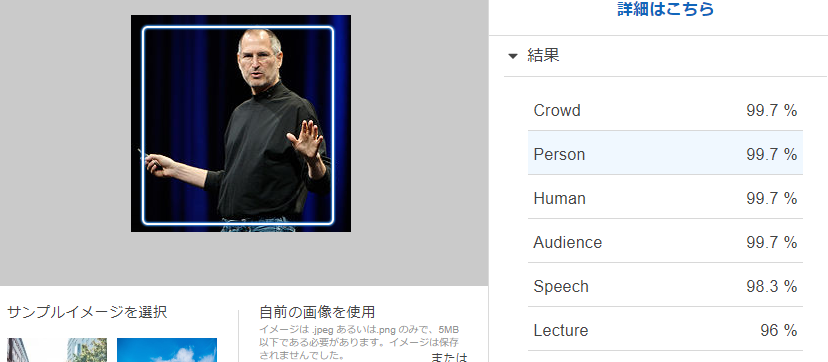 詳細はこちら
結果
Crowd 99.7 %
Person 99.7 %
Human 99.7 %
Audience 99.7 %
Speech 98.3 %
Lecture 96 %
サンプルイメージを選択
自前の画像を使用
イメージは .jpeg あるいは.png のみで、5MB
以下である必要があります。イメージは保存
されませんでした。
または